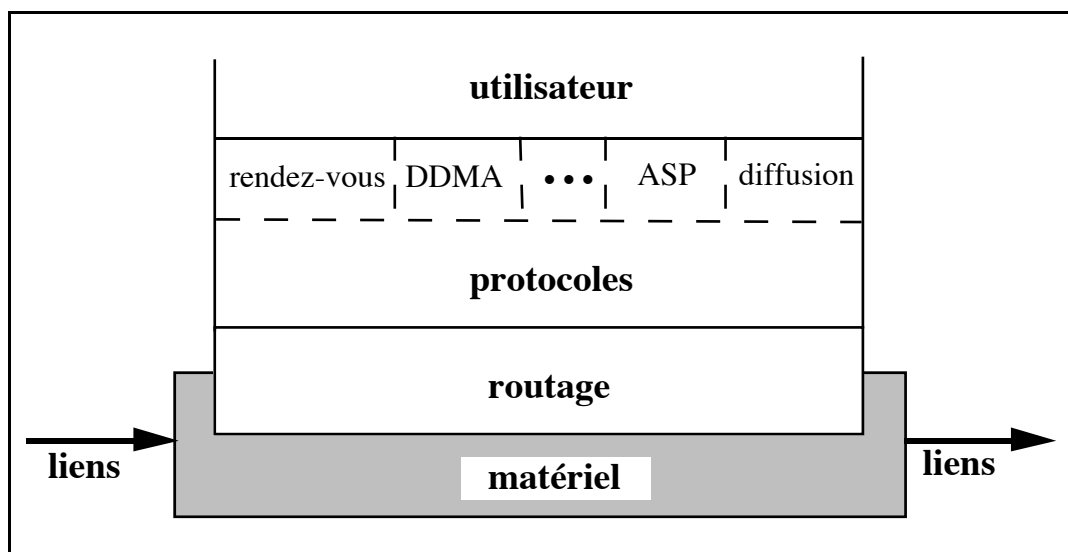 utilisateur
rendez-vous DDMA ••• ASP diffusion
protocoles
routage
liens
liens
matériel